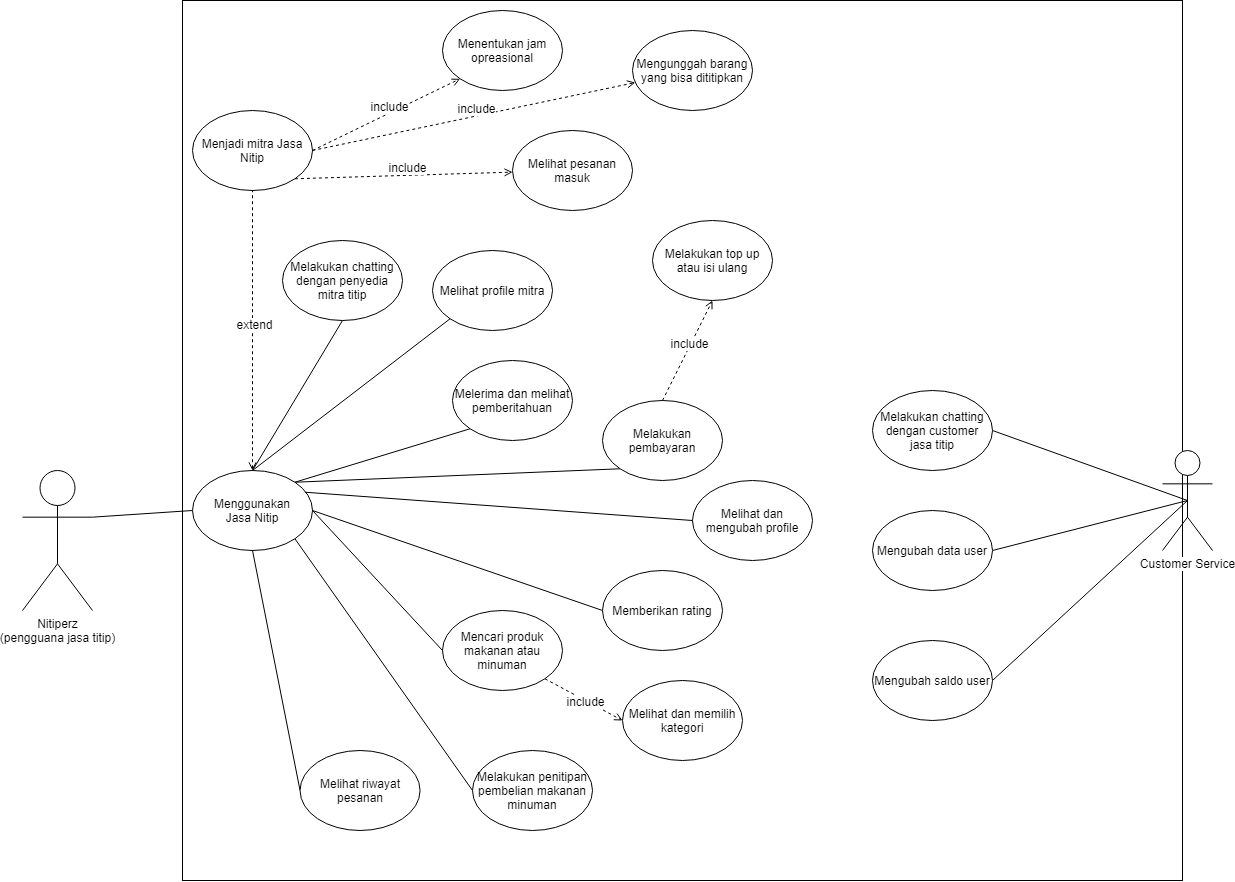 Menentukan jam
opreasional
Mengunggah barang
yang bisa dititipkan
include
include
Menjadi mitra Jasa
Nitip
include
Melihat pesanan
masuk
Melakukan chatting
dengan penyedia
mitra titip
Melihat profile mitra
Melakukan top up
atau isi ulang
extend
include
Melerima dan melihat
pemberitahuan
Melakukan
pembayaran
Melakukan chatting
dengan customer
jasa titip
Menggunakan
Jasa Nitip
Melihat dan
mengubah profile
Mengubah data user
Customer Service
Nitiperz
(pengguana jasa titip)
Memberikan rating
Mencari produk
makanan atau
minuman
include
Melihat dan memilih
kategori
Mengubah saldo user
Melihat riwayat
pesanan
Melakukan penitipan
pembelian makanan
minuman